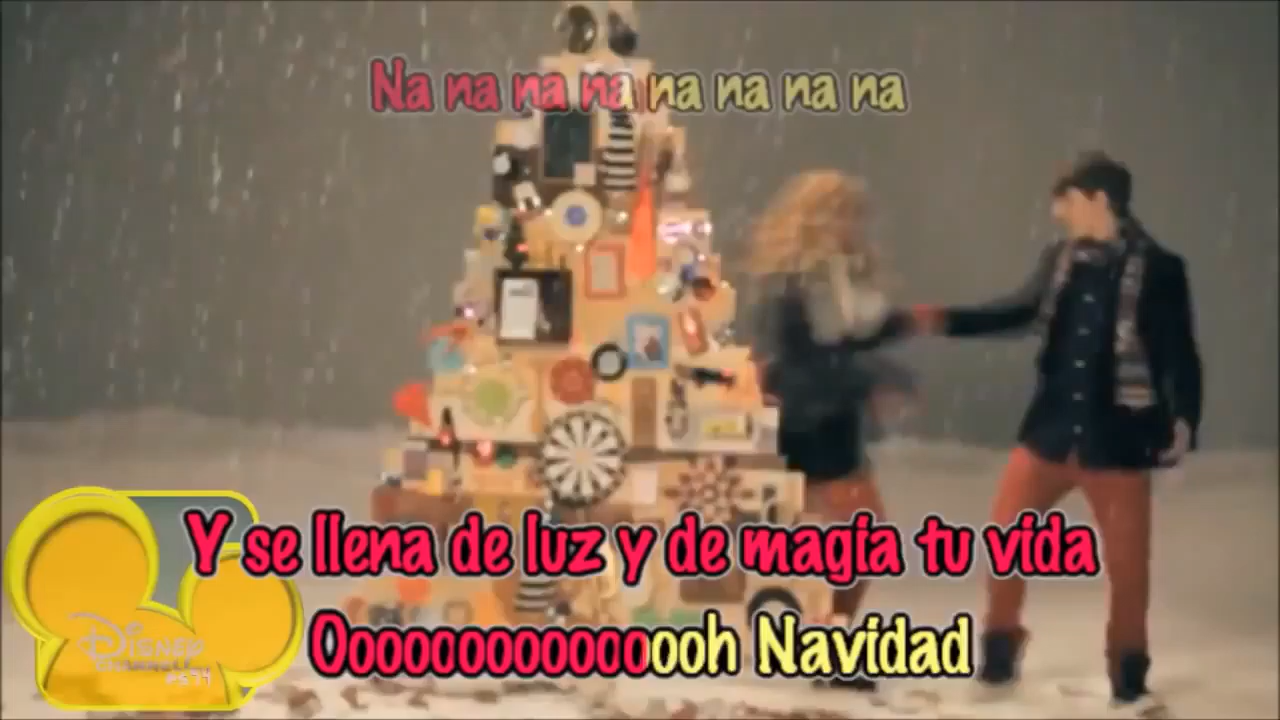 Na na na na na na na na
Y se llena de luz y de magia tu vida
Oooooooooooooooh Navidad
DISNEY
CHANNEL